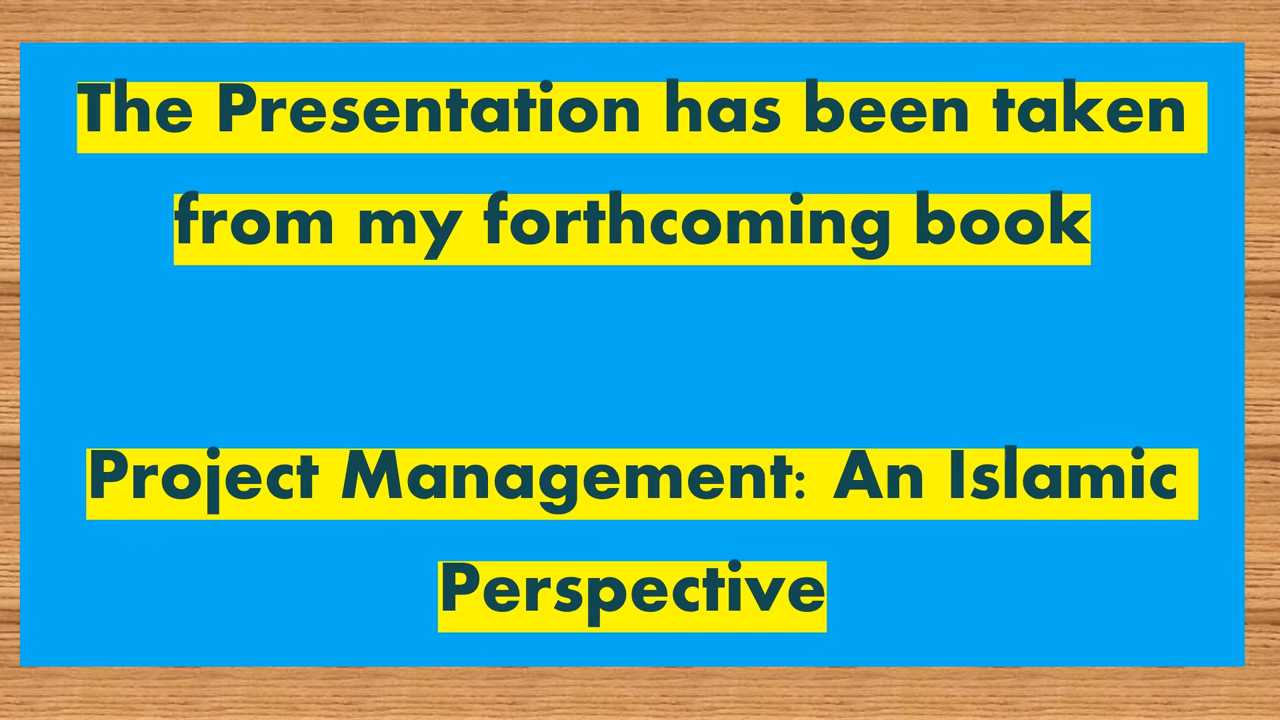 The Presentation has been taken
from my forthcoming book
Project Management: An Islamic
Perspective